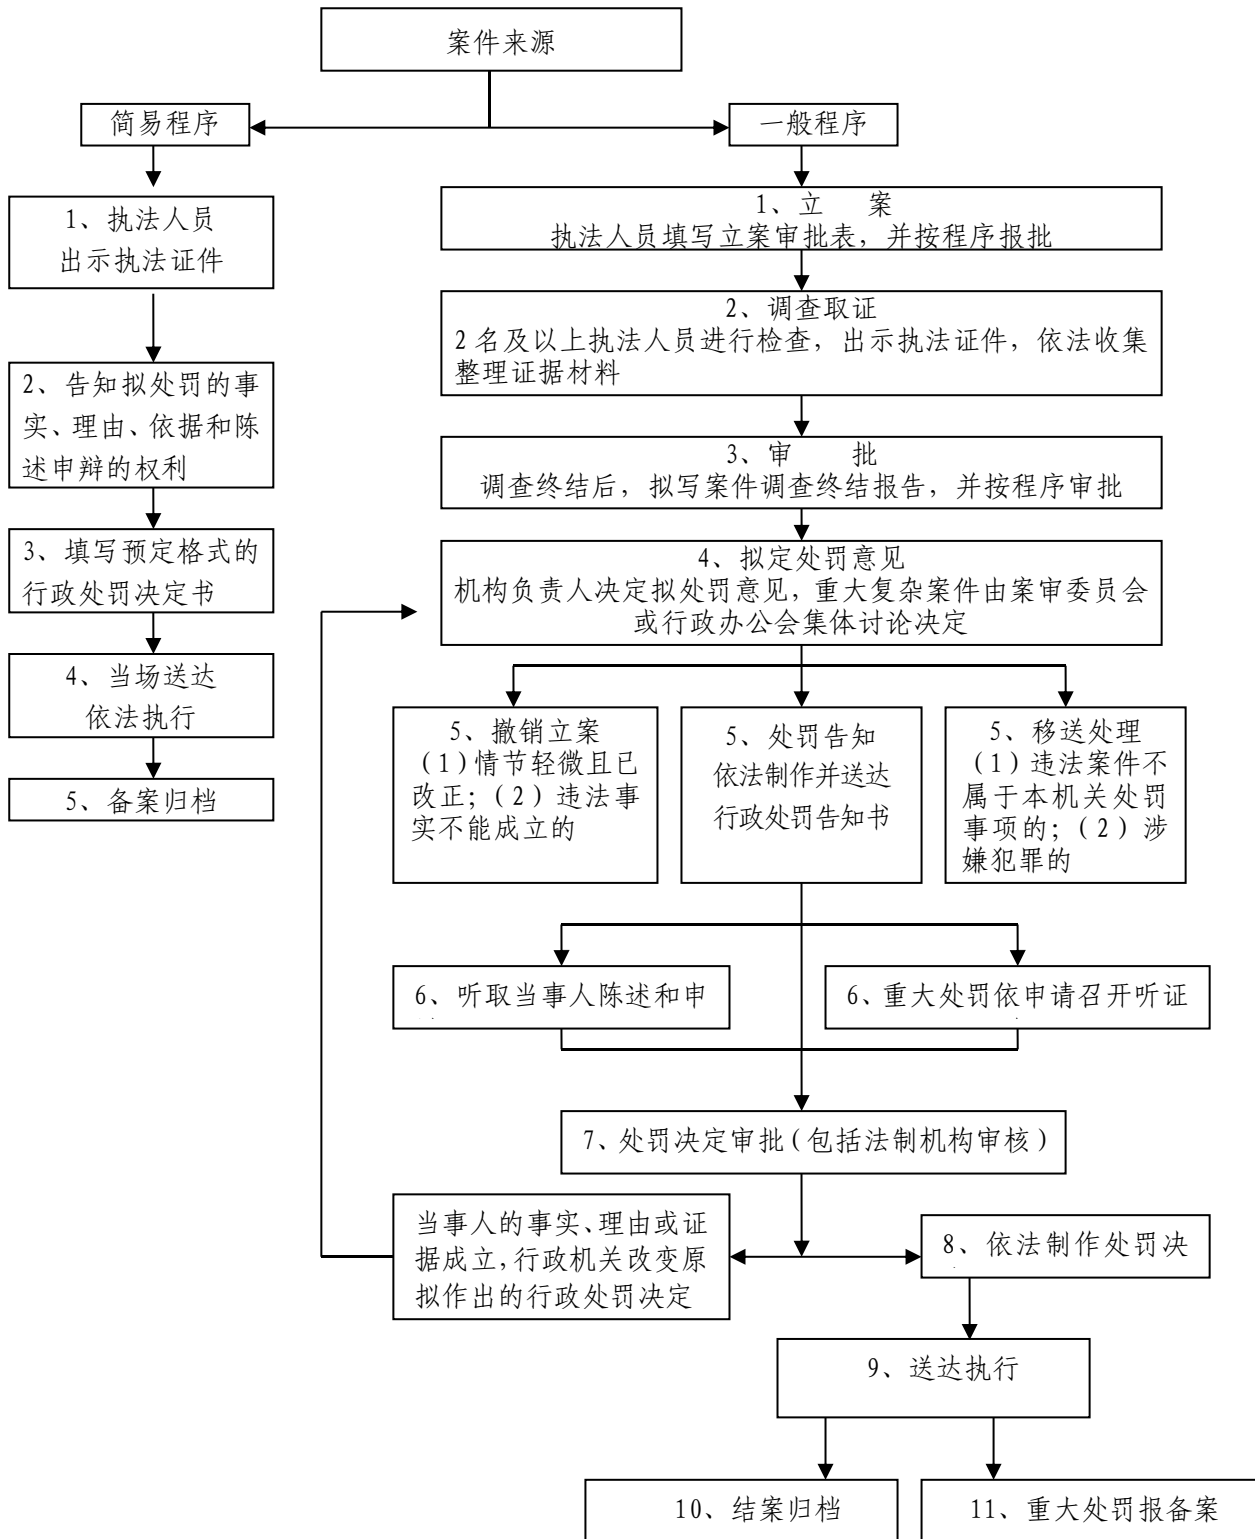 案件来源
简易程序
一般程序
1、执法人员
出示执法证件
2、告知拟处罚的事
实、理由、依据和陈
述申辩的权利
3、填写预定格式的
行政处罚决定书
4、当场送达
依法执行
5、备案归档
1、立 案
执法人员填写立案审批表，并按程序报批
2、调查取证
2名及以上执法人员进行检查，出示执法证件，依法收集
整理证据材料
3、审 批
调查终结后，拟写案件调查终结报告，并按程序审批
4、拟定处罚意见
机构负责人决定拟处罚意见，重大复杂案件由案审委员会
或行政办公会集体讨论决定
5、撤销立案
（1）情节轻微且已
改正；（2）违法事
实不能成立的
5、处罚告知
依法制作并送达
行政处罚告知书
5、移送处理
（1）违法案件不
属于本机关处罚
事项的；（2）涉
嫌犯罪的
6、听取当事人陈述和申
6、重大处罚依申请召开听证
7、处罚决定审批（包括法制机构审核）
当事人的事实、理由或证
据成立，行政机关改变原
拟作出的行政处罚决定
8、依法制作处罚决
9、送达执行
10、结案归档
11、重大处罚报备案